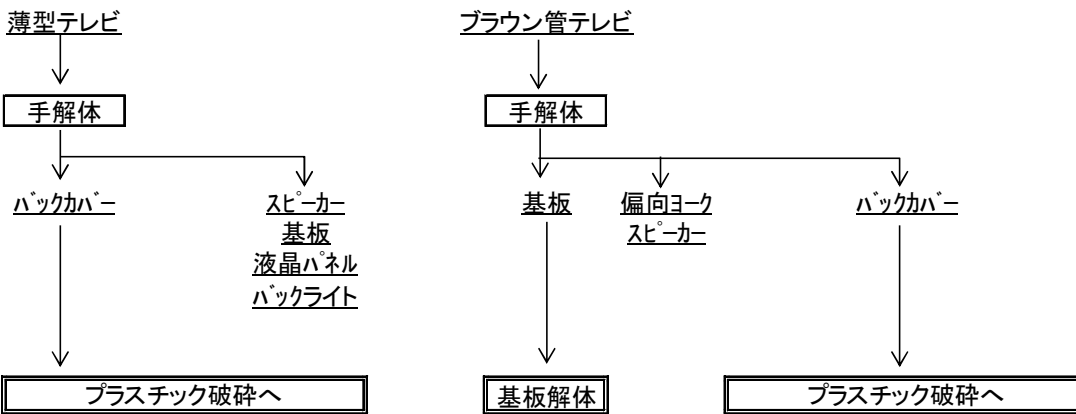 薄型テレビ
手解体
バックカバー
スピーカー
基板
液晶パネル
バックライト
プラスチック破砕へ
ブラウン管テレビ
手解体
基板
偏向ヨーク
スピーカー
バックカバー
基板解体
プラスチック破砕へ